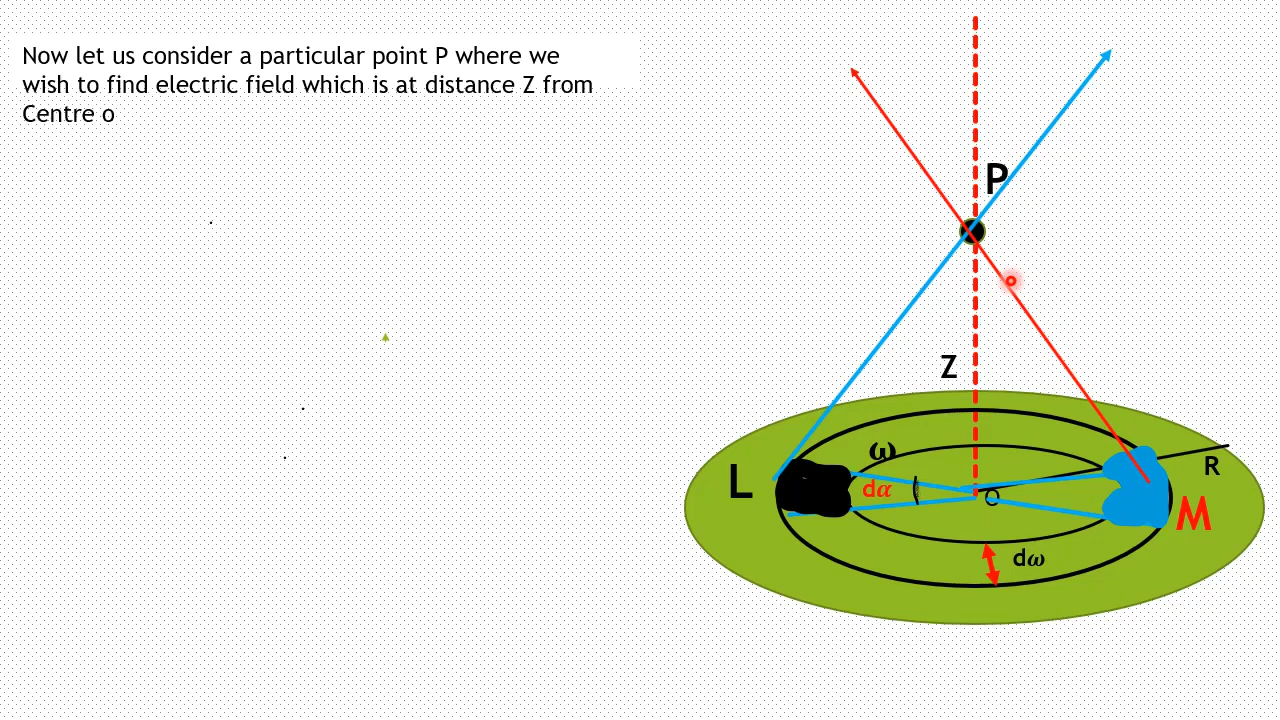 Now let us consider a particular point P where we
wish to find electric field which is at distance Z from
Centre o
P
Z
ω
L
dα
O
R
M
dω